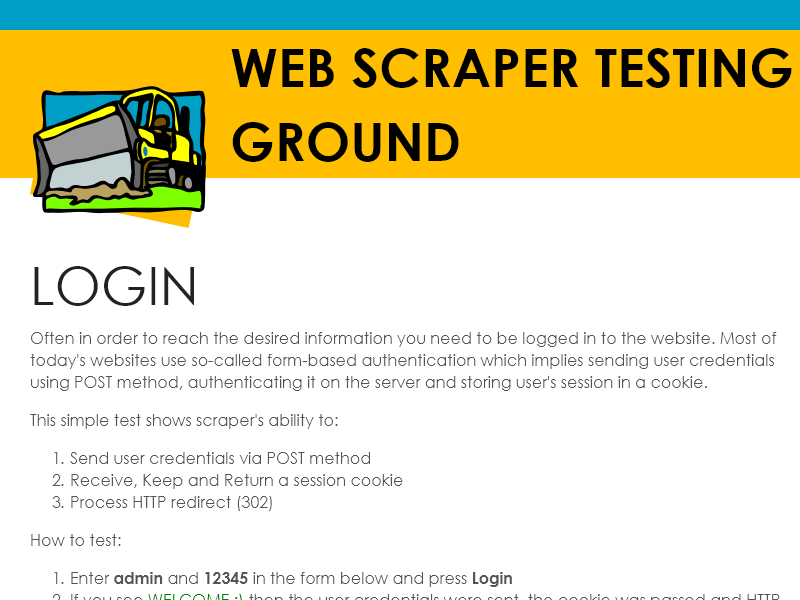 WEB SCRAPER TESTING
GROUND
LOGIN
Often in order to reach the desired information you need to be logged in to the website. Most of
today's websites use so-called form-based authentication which implies sending user credentials
using POST method, authenticating it on the server and storing user's session in a cookie.
This simple test shows scraper's ability to:
1. Send user credentials via POST method
2. Receive, Keep and Return a session cookie
3. Process HTTP redirect (302)
How to test:
1. Enter admin and 12345 in the form below and press Login
2. If you see WELCOME :) then the user credentials were sent, the cookie was passed and HTTP